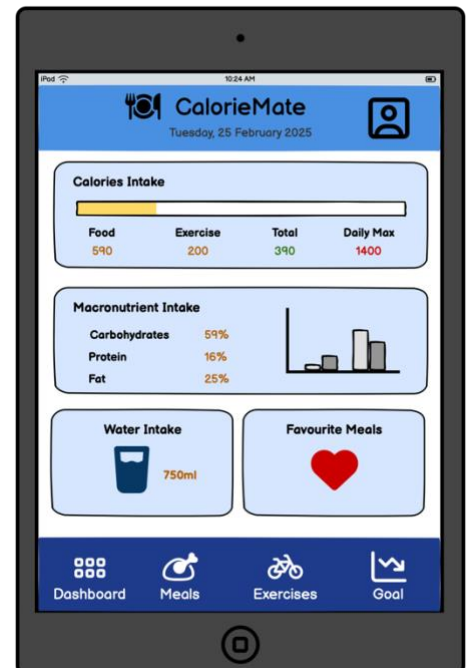 iPod 10:24 AM
CalorieMate
Tuesday, 25 February 2025
Calories Intake
Food Exercise Total Daily Max
590 200 390 1400
Macronutrient Intake
Carbohydrates 59%
Protein 16%
Fat 25%
Water Intake
750ml
Favourite Meals
Dashboard Meals Exercises Goal